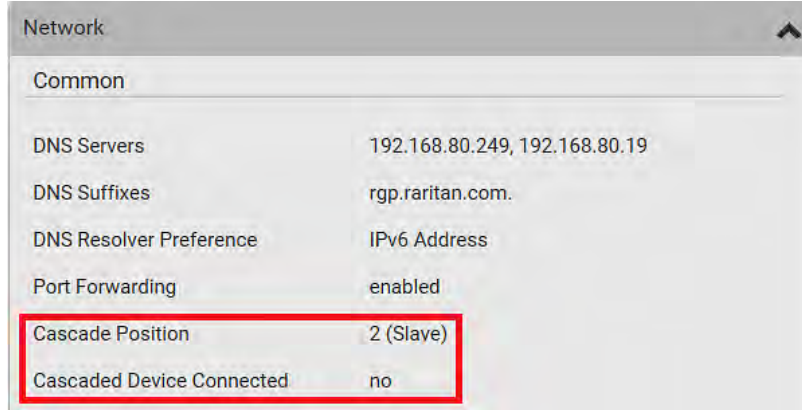 Network
Common
DNS Servers 192.168.80.249, 192.168.80.19
DNS Suffixes rgp.raritan.com.
DNS Resolver Preference IPv6 Address
Port Forwarding enabled
Cascade Position 2 (Slave)
Cascaded Device Connected no